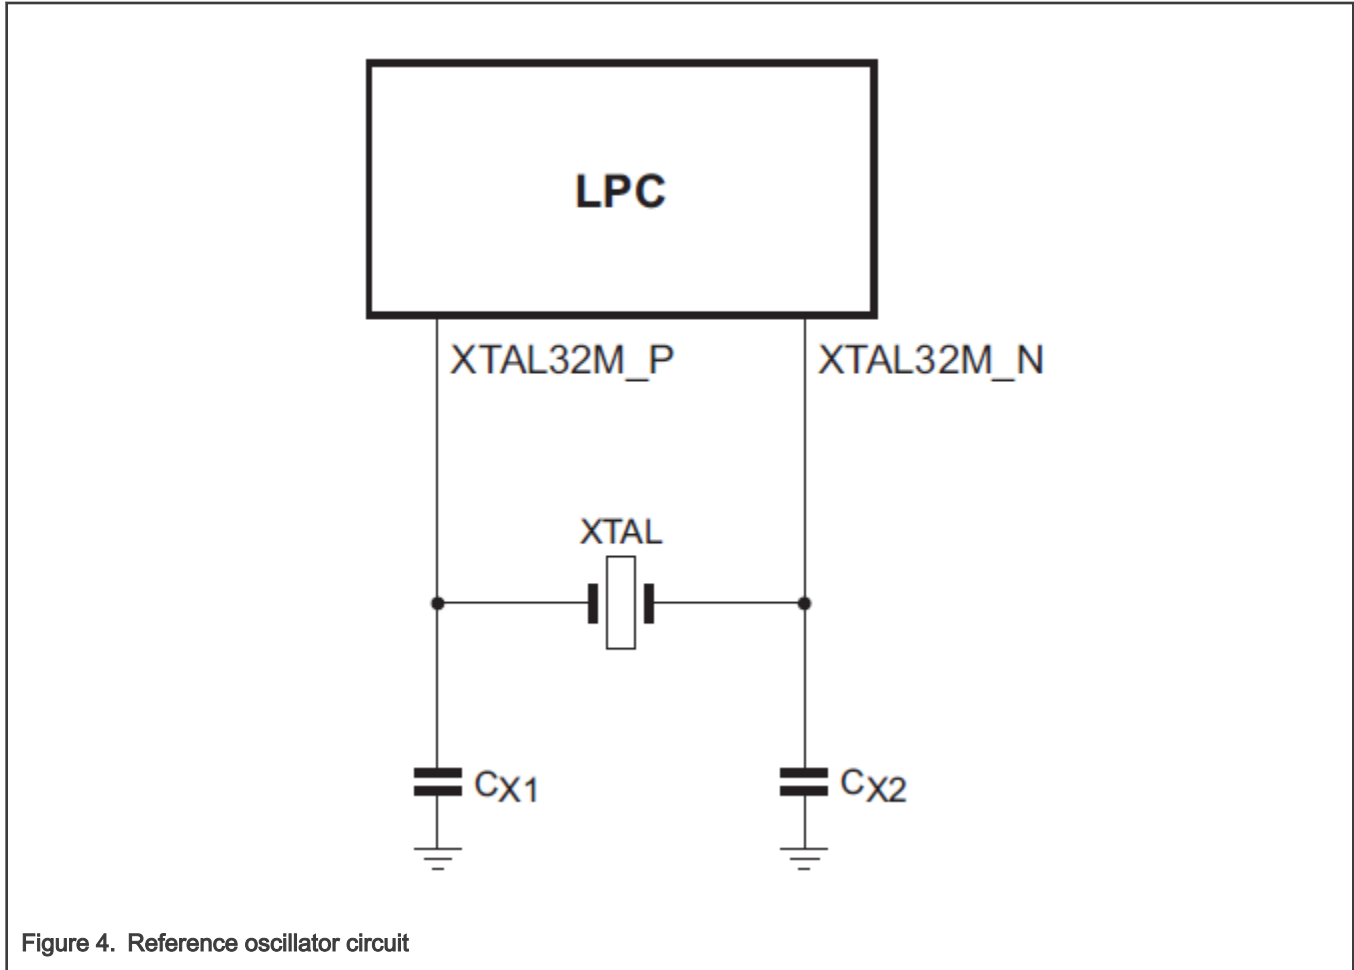 LPC
XTAL32M_P
XTAL32M_N
XTAL
CX1
CX2
Figure 4. Reference oscillator circuit